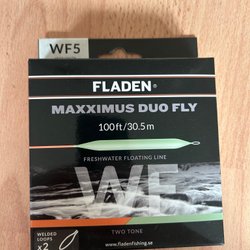 WF5
FLADEN®
MAXXIMUS DUO FLY
100ft/30.5m
FRESHWATER FLOATING LINE
WF
WELDED
LOOPS
x2
TWO TONE
www.fladenfishing.se